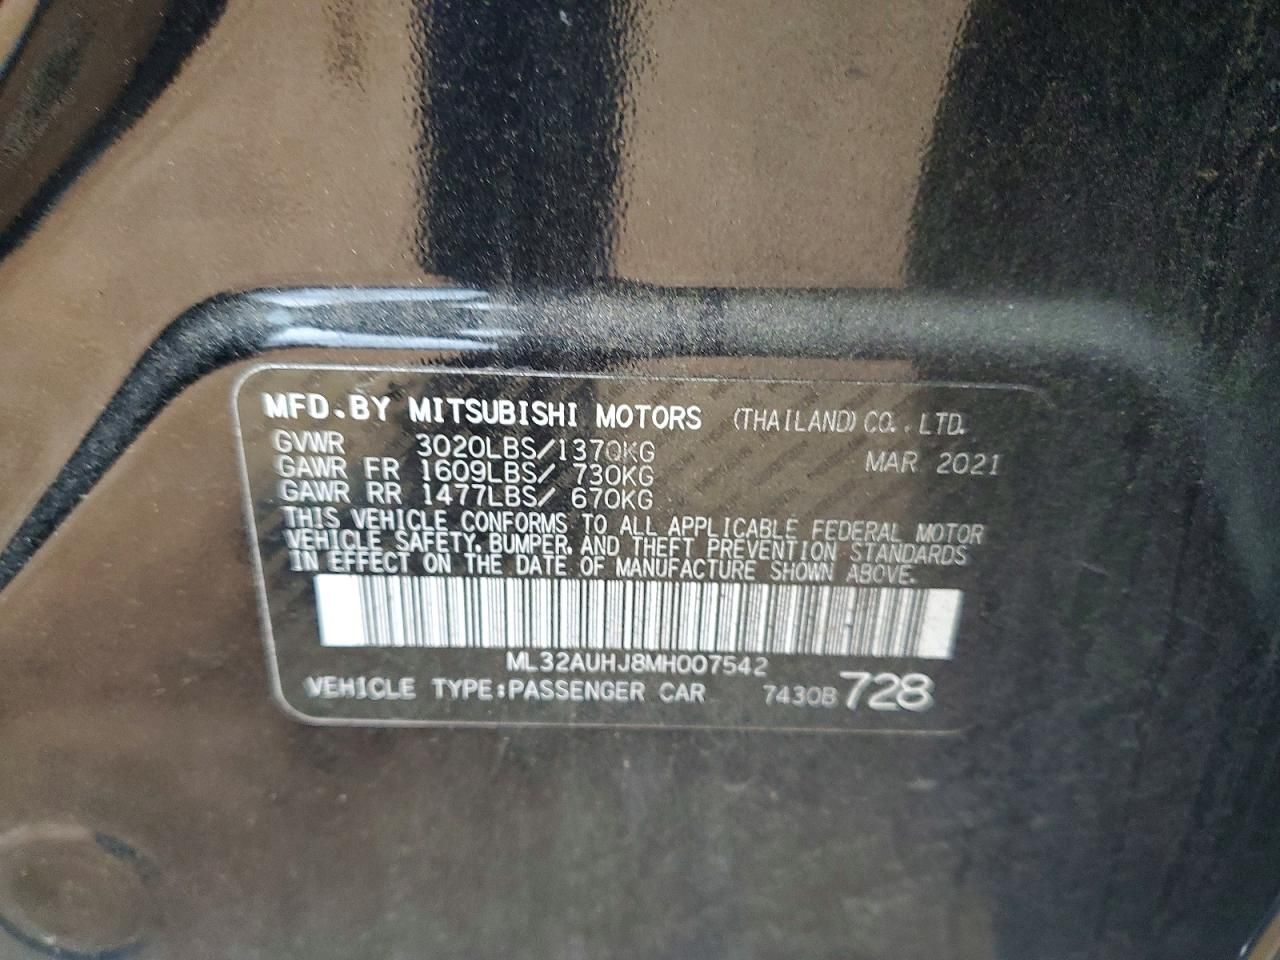 MFD.BY MITSUBISHI MOTORS (THAILAND) CO., LTD.
GVWR 3020LBS/1370KG MAR 2021
GAWR FR 1609LBS/ 730KG
GAWR RR 1477LBS/ 670KG
THIS VEHICLE CONFORMS TO ALL APPLICABLE FEDERAL MOTOR
VEHICLE SAFETY, BUMPER, AND THEFT PREVENTION STANDARDS
IN EFFECT ON THE DATE OF MANUFACTURE SHOWN ABOVE.
ML32AUHJ8MH007542
VEHICLE TYPE:PASSENGER CAR 7430B 728